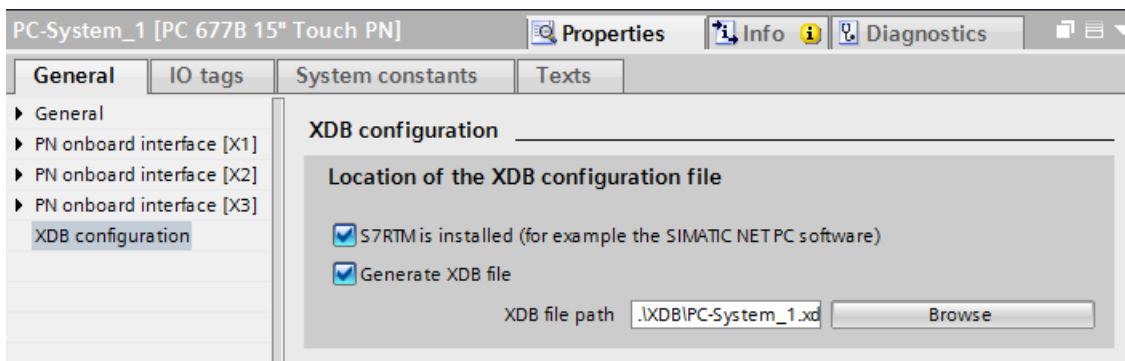 PC-System_1 [PC 677B 15" Touch PN]
Properties
Info
Diagnostics
General
IO tags
System constants
Texts
General
PN onboard interface [X1]
PN onboard interface [X2]
PN onboard interface [X3]
XDB configuration
XDB configuration
Location of the XDB configuration file
S7RTM is installed (for example the SIMATIC NET PC software)
Generate XDB file
XDB file path .\XDB\PC-System_1.xd Browse